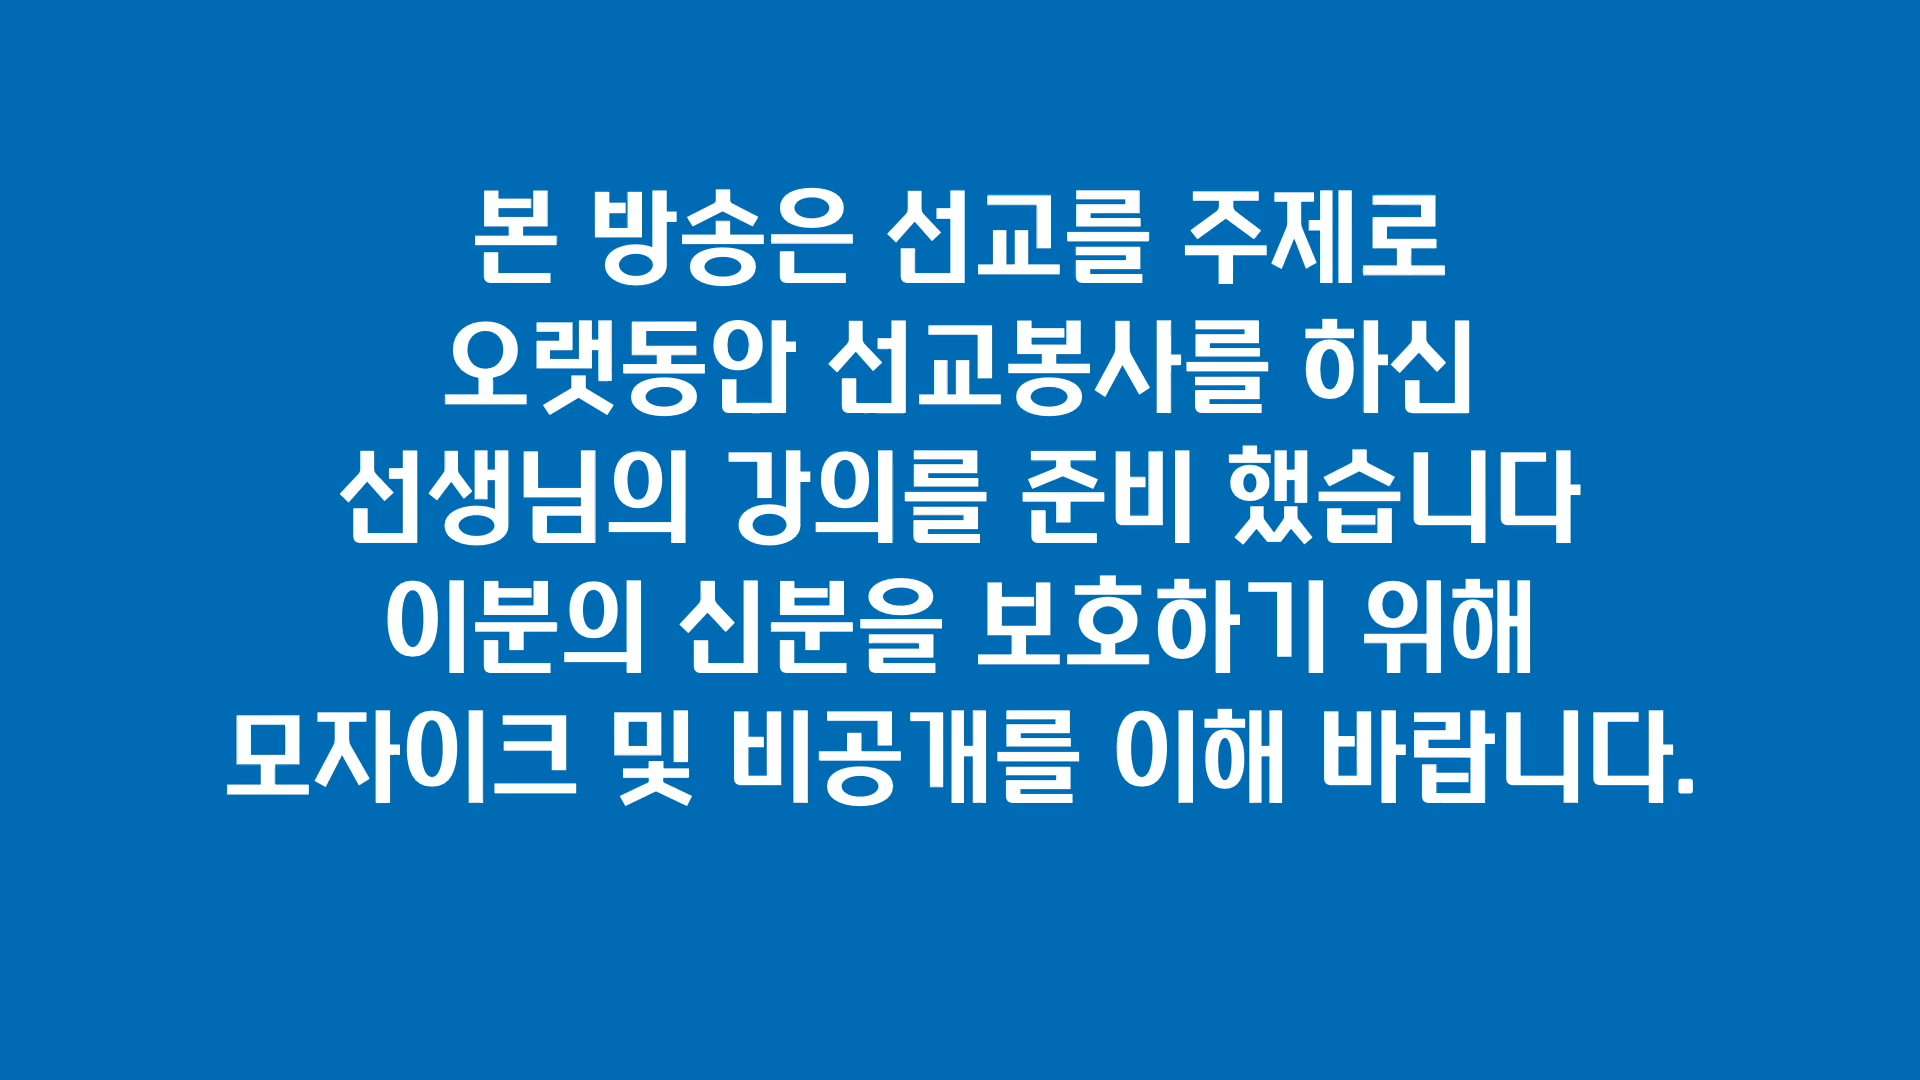 본 방송은 선교를 주제로
오랫동안 선교봉사를 하신
선생님의 강의를 준비 했습니다
이분의 신분을 보호하기 위해
모자이크 및 비공개를 이해 바랍니다.